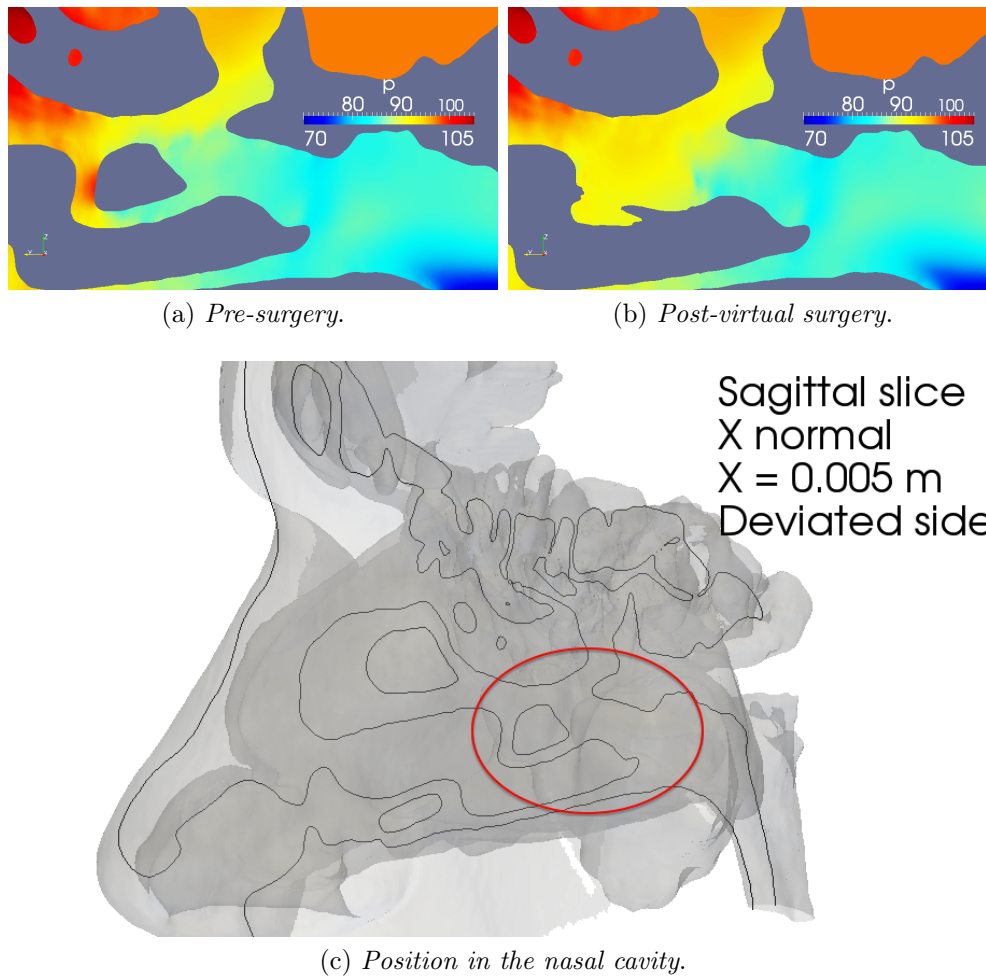 p
80 90 100
70 105
p
80 90 100
70 105
(a) Pre-surgery.
(b) Post-virtual surgery.
Sagittal slice
X normal
X = 0.005 m
Deviated side
(c) Position in the nasal cavity.